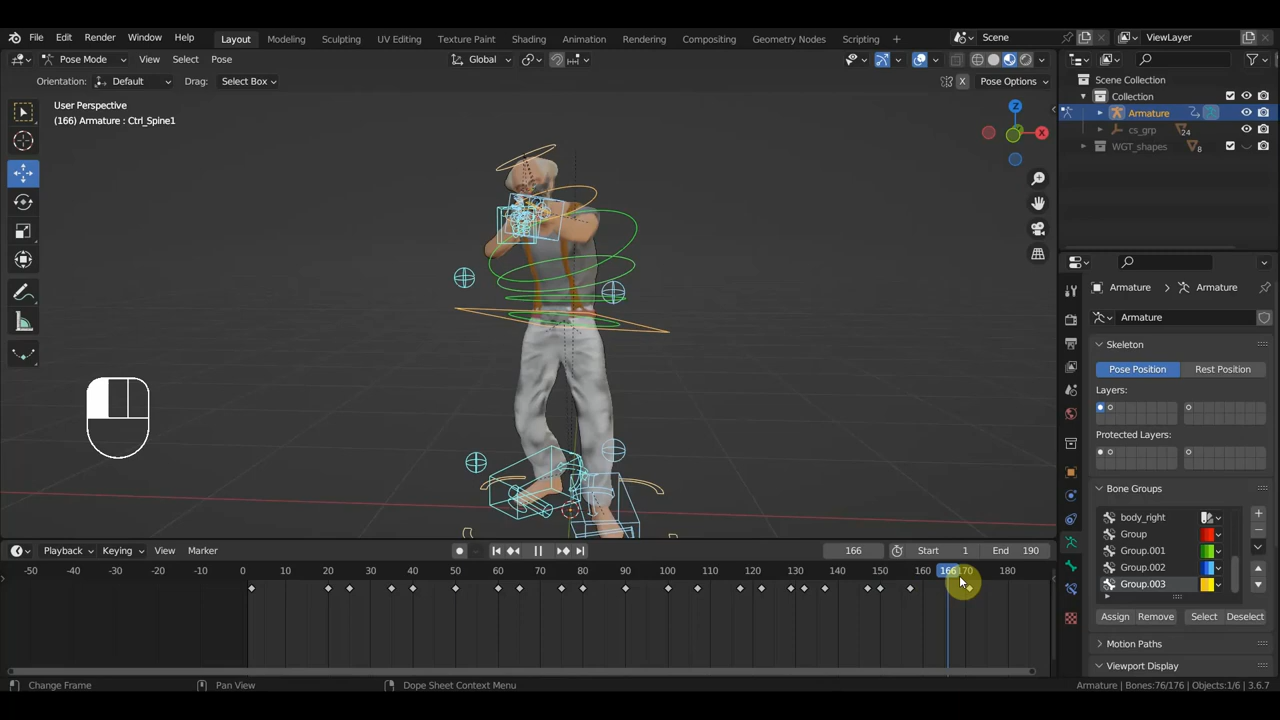 File Edit Render Window Help Layout Modeling Sculpting UV Editing Texture Paint Shading Animation Rendering Compositing Geometry Nodes Scripting + Scene ViewLayer
Pose Mode View Select Pose Global Pose Options
Orientation: Default Drag: Select Box X
User Perspective
(166) Armature : Ctrl_Spine1
Z
X
Scene Collection
Collection
Armature
cs_grp 24
WGT_shapes 8
Armature > Armature
Armature
Skeleton
Pose Position Rest Position
Layers:
Protected Layers:
Bone Groups
body_right
Group
Group.001
Group.002
Group.003
Assign Remove Select Deselect
Motion Paths
Viewport Display
Playback Keying View Marker 166 Start 1 End 190
-50 -40 -30 -20 -10 0 10 20 30 40 50 60 70 80 90 100 110 120 130 140 150 160 166 170 180
Change Frame Pan View Dope Sheet Context Menu Armature | Bones:76/176 | Objects:1/6 | 3.6.7